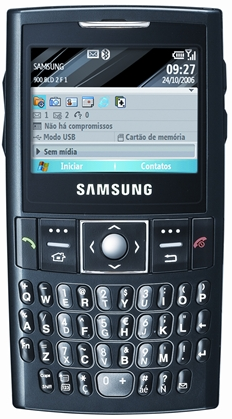 SAMSUNG 09:27
900 BLD 2 F 1 24/10/2006
1 2 0
Não há compromissos
Modo USB Cartão de memória
Sem mídia
Iniciar Contatos
SAMSUNG
Q W E R T Y U I O P
A S D F G H J K L
Z X C V B N M
0 +